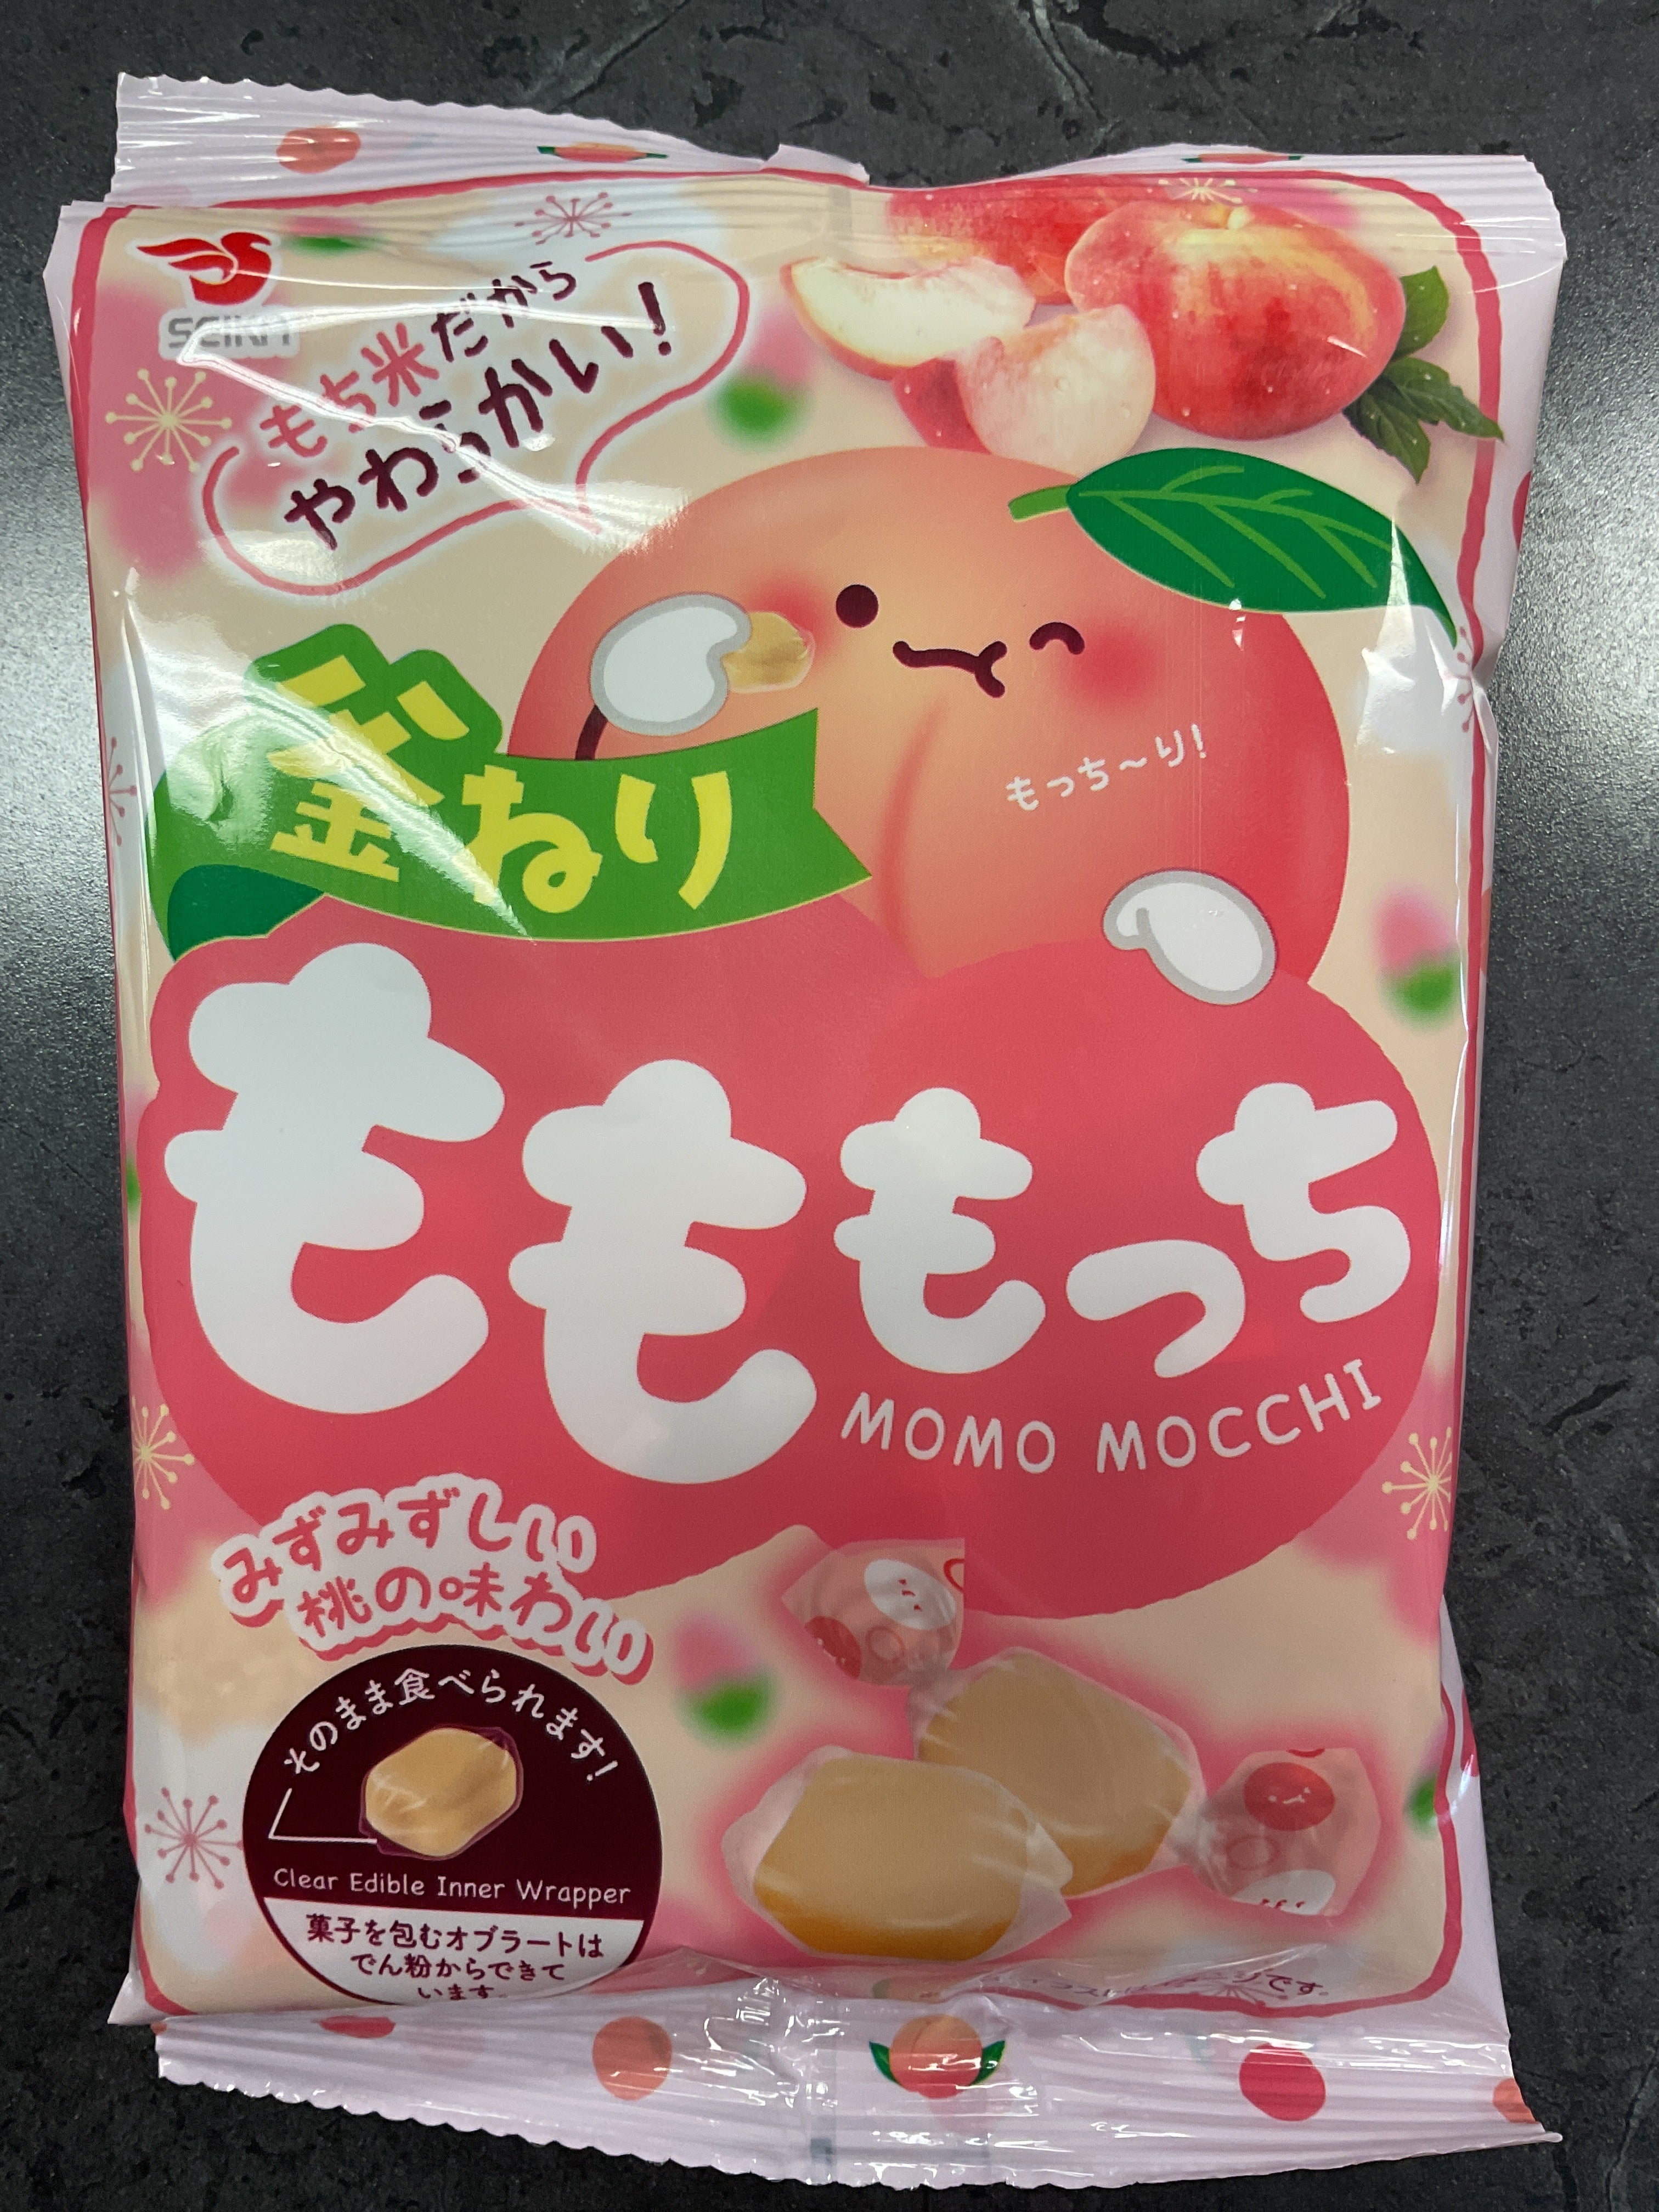 SEIKA
もち米だから
やわらかい!
もっち〜り!
釜ねり
もももっち
MOMO MOCCHI
みずみずしい
桃の味わい
そのまま食べられます!
Clear Edible Inner Wrapper
菓子を包むオブラートは
でん粉からできて
います。
です。